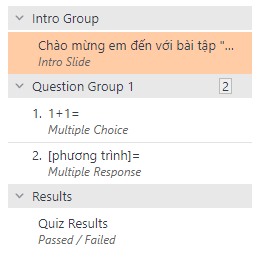 Intro Group
Chào mừng em đến với bài tập "...
Intro Slide
Question Group 1 2
1. 1+1=
Multiple Choice
2. [phương trình]=
Multiple Response
Results
Quiz Results
Passed / Failed